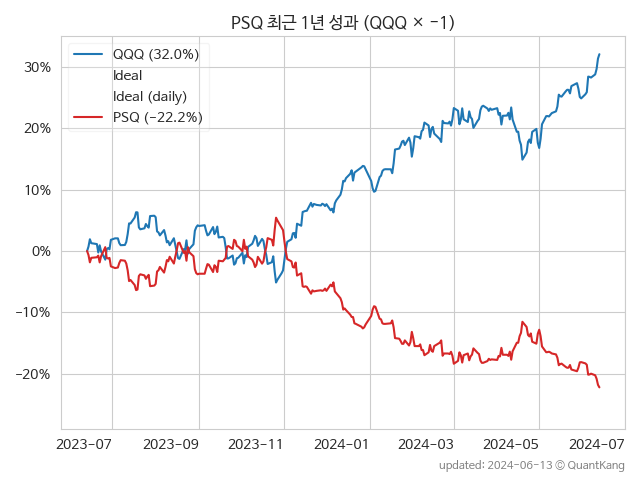 PSQ 최근 1년 성과 (QQQ × −1)
QQQ (32.0%)
Ideal
Ideal (daily)
PSQ (−22.2%)
30%
20%
10%
0%
−10%
−20%
2023-07 2023-09 2023-11 2024-01 2024-03 2024-05 2024-07
updated: 2024-06-13 © QuantKang